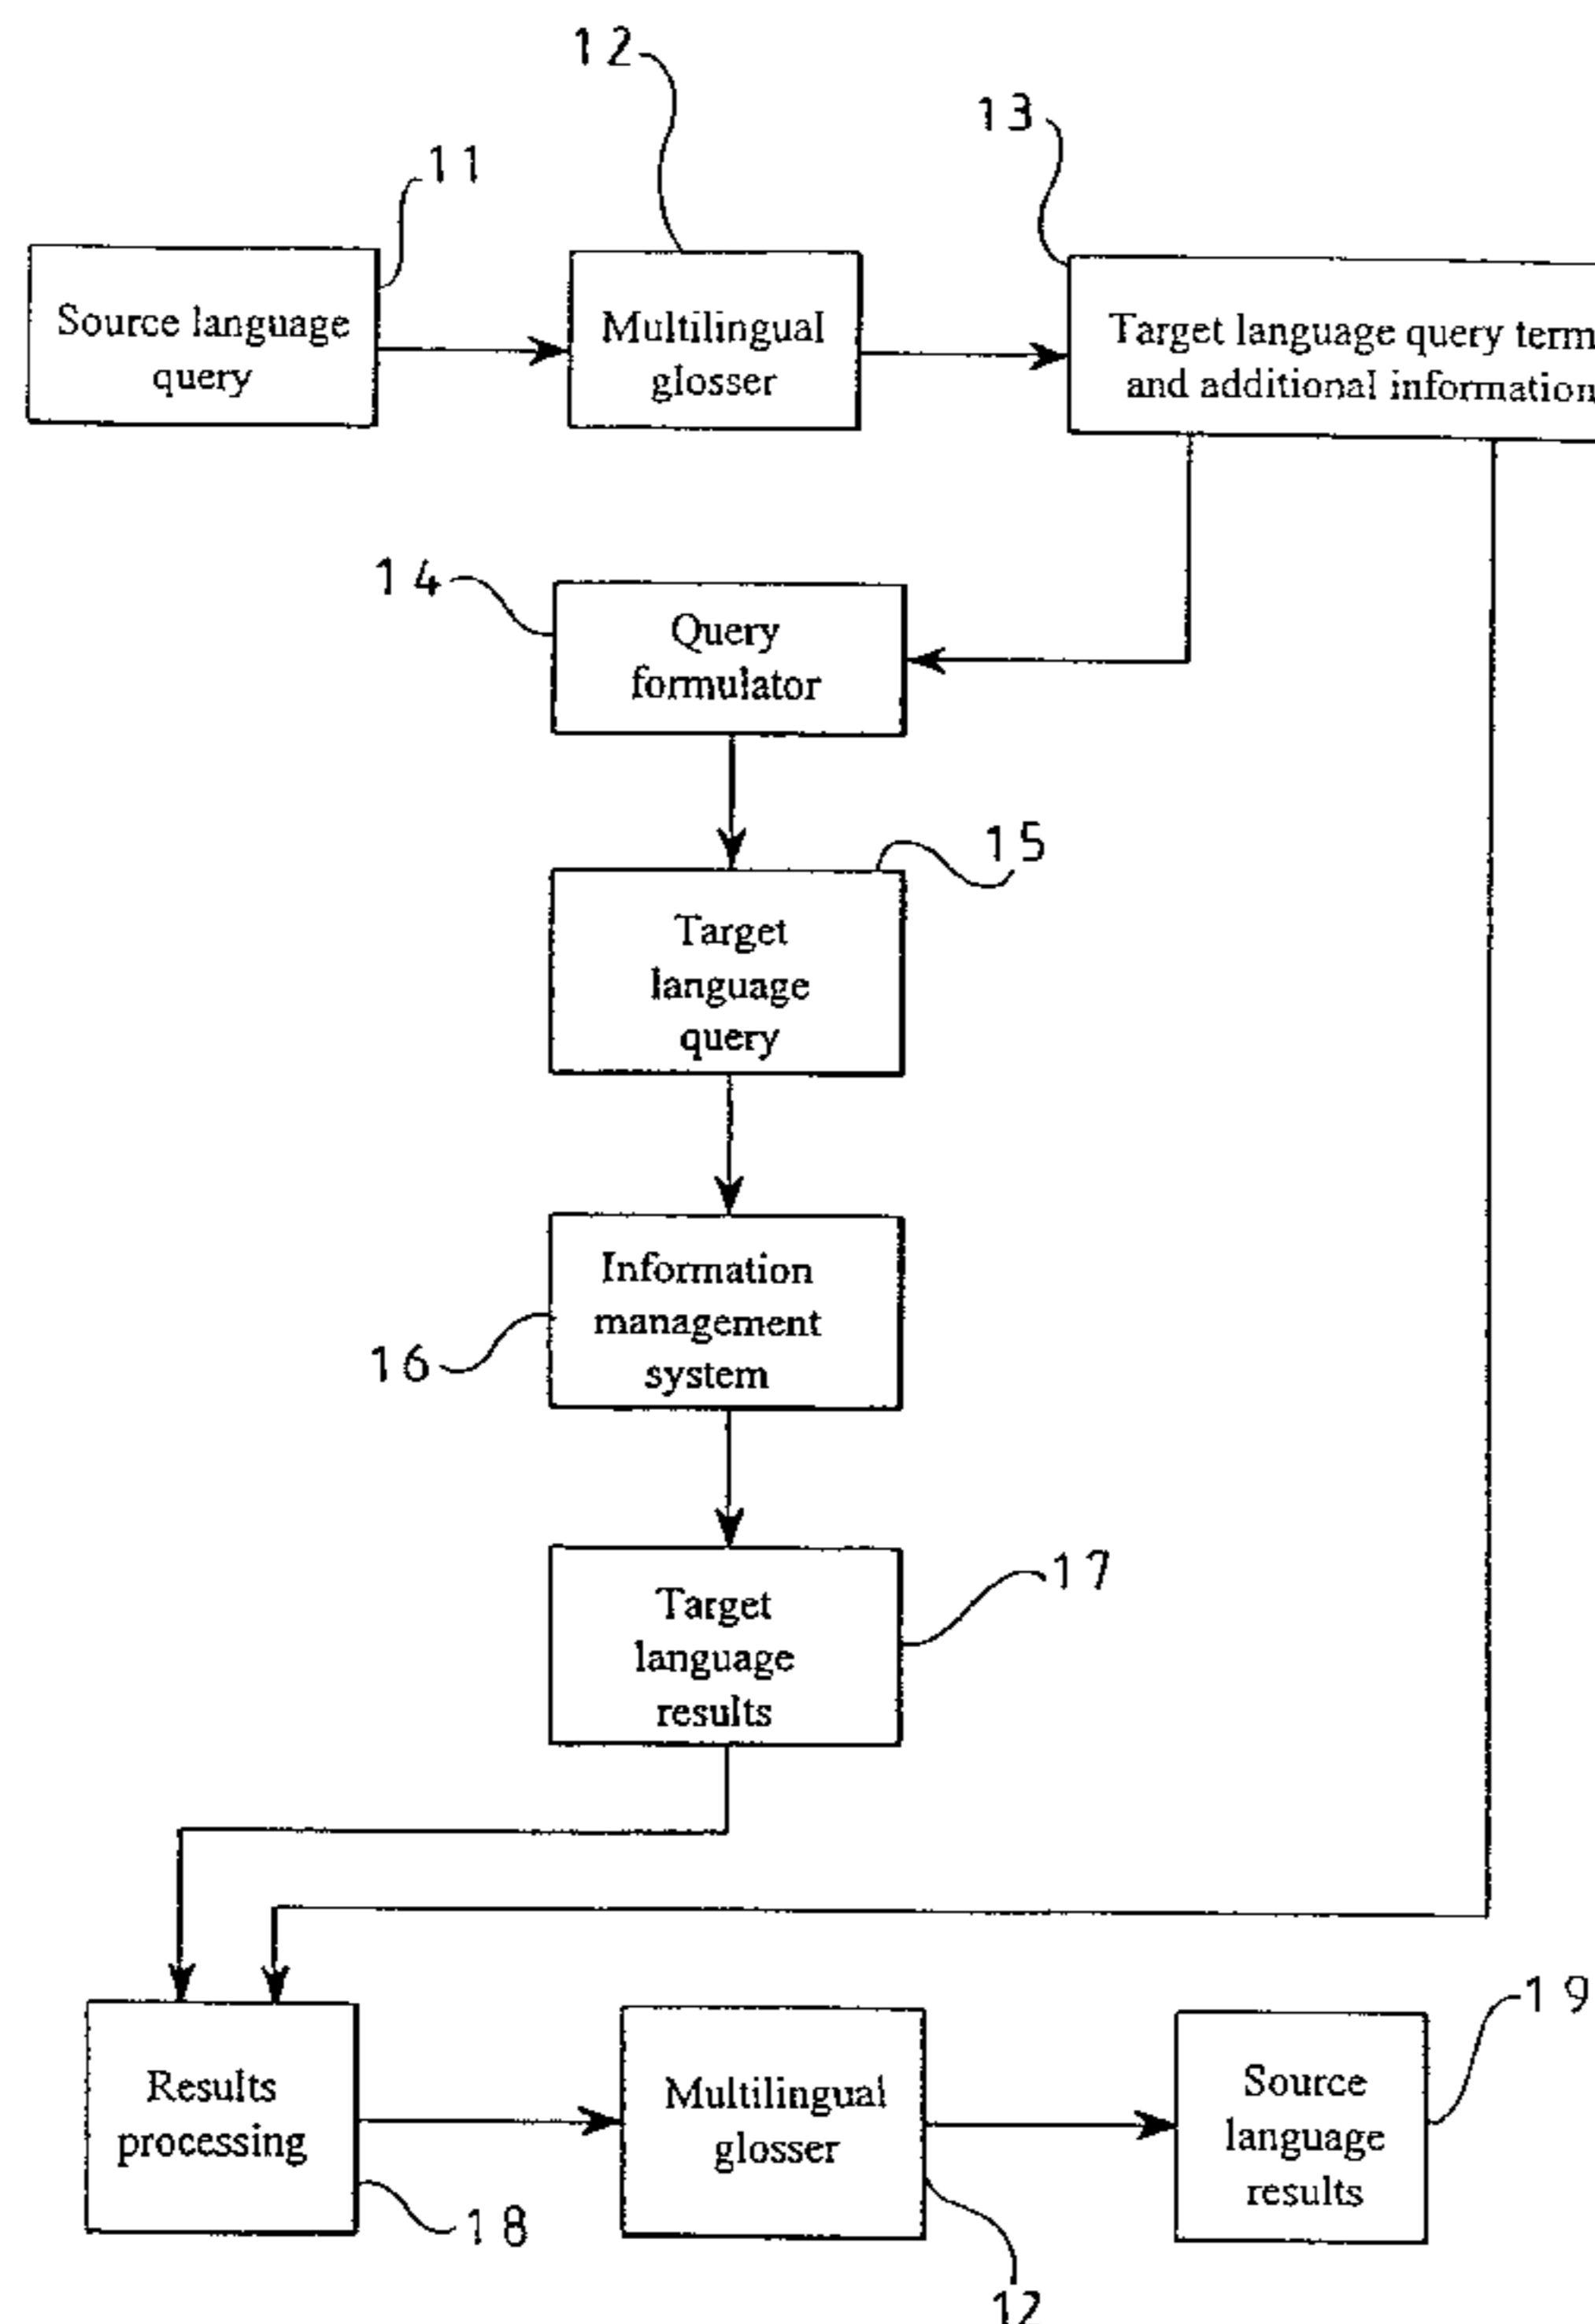 12
13
11
Source language
query
Multilingual
glosser
Target language query term
and additional information
14
Query
formulator
15
Target
language
query
Information
management
system
16
17
Target
language
results
19
Results
processing
Multilingual
glosser
Source
language
results
18
12